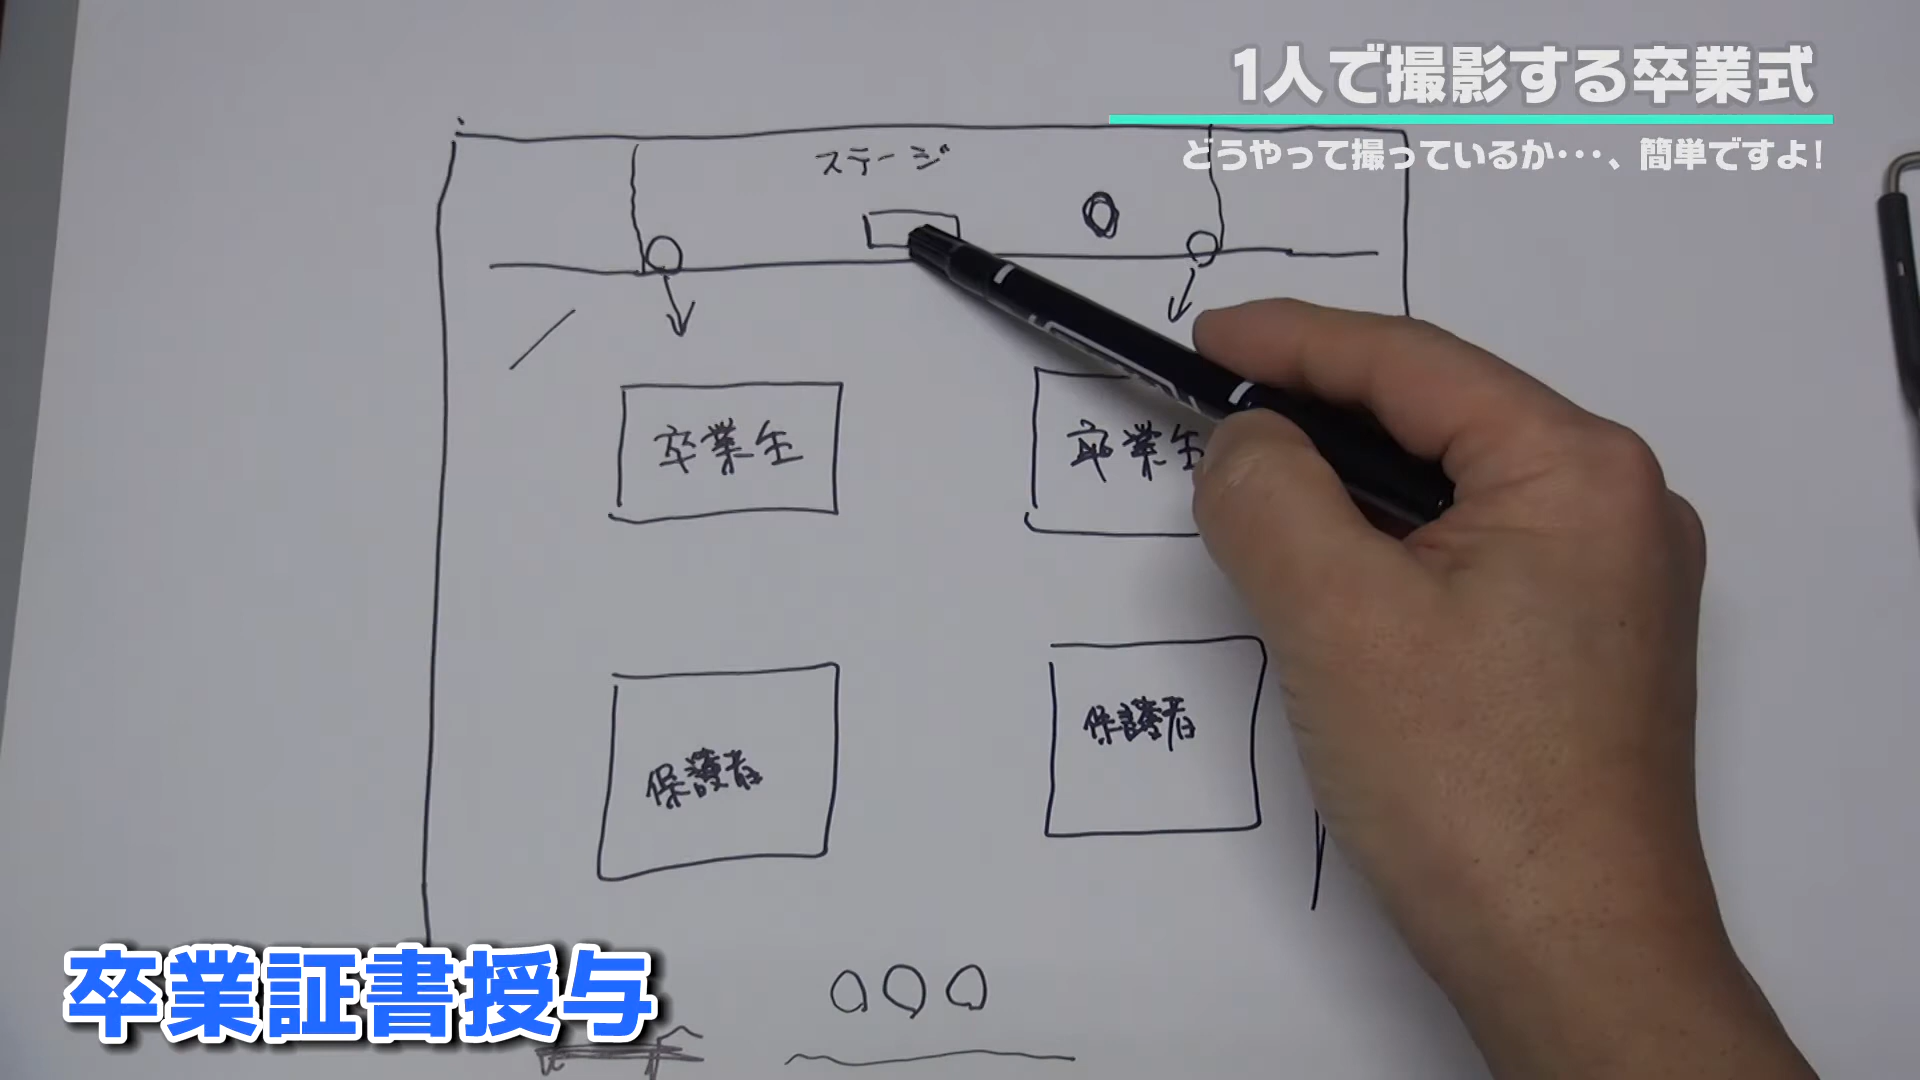 1人で撮影する卒業式
どうやって撮っているか･･･、簡単ですよ!
ステージ
卒業生
卒業生
保護者
保護者
卒業証書授与